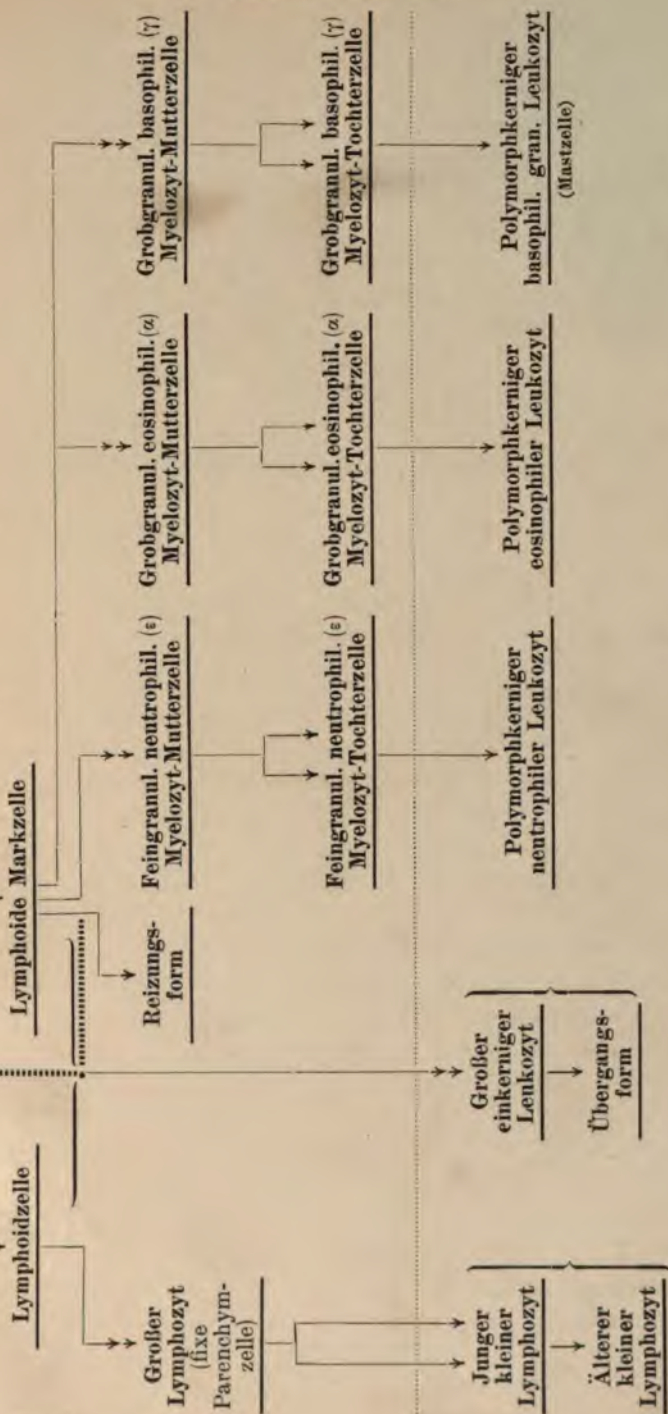 Lymphoidzelle
Lymphoide Markzelle
Großer
Lymphozyt
(fixe
Parenchym-
zelle)
Reizungs-
form
Feingranul. neutrophil. (ε)
Myelozyt-Mutterzelle
Grobgranul. eosinophil. (α)
Myelozyt-Mutterzelle
Grobgranul. basophil. (γ)
Myelozyt-Mutterzelle
Feingranul. neutrophil. (ε)
Myelozyt-Tochterzelle
Grobgranul. eosinophil. (α)
Myelozyt-Tochterzelle
Grobgranul. basophil. (γ)
Myelozyt-Tochterzelle
Junger
kleiner
Lymphozyt
Älterer
kleiner
Lymphozyt
Großer
einkerniger
Leukozyt
Übergangs-
form
Polymorphkerniger
neutrophiler Leukozyt
Polymorphkerniger
eosinophiler Leukozyt
Polymorphkerniger
basophil. gran. Leukozyt
(Mastzelle)